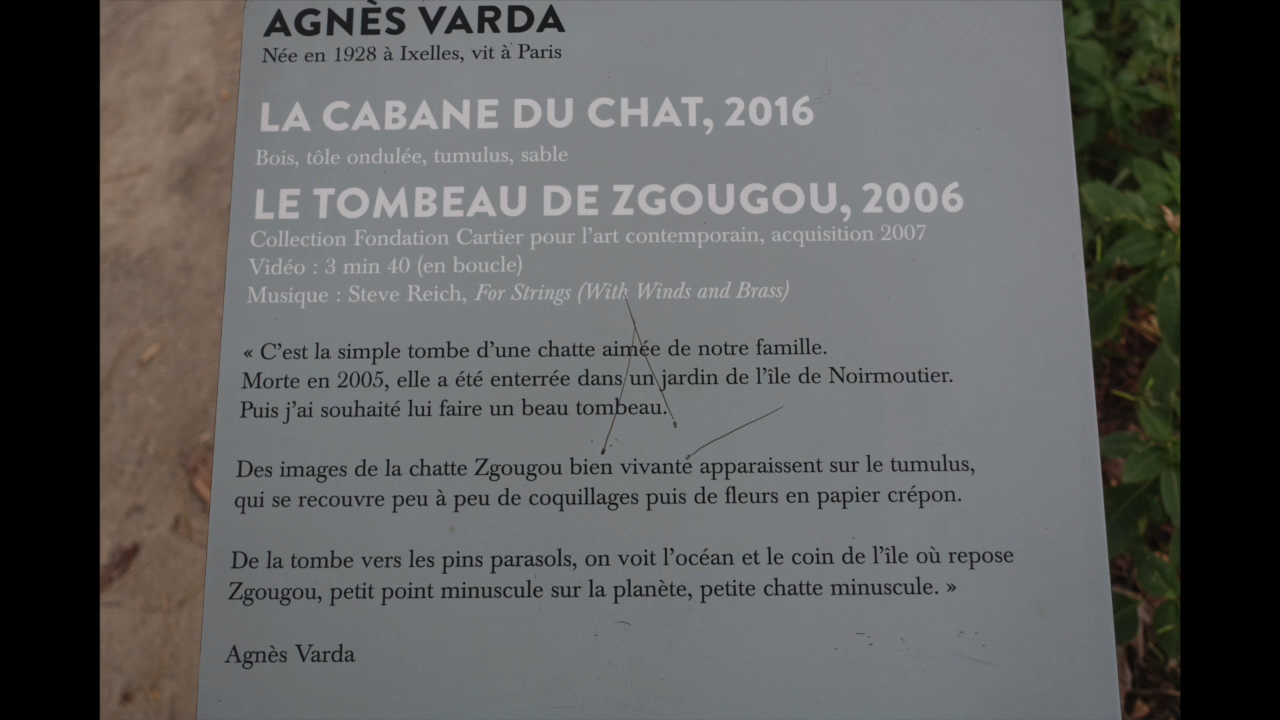 AGNÈS VARDA
Née en 1928 à Ixelles, vit à Paris
LA CABANE DU CHAT, 2016
Bois, tôle ondulée, tumulus, sable
LE TOMBEAU DE ZGOUGOU, 2006
Collection Fondation Cartier pour l'art contemporain, acquisition 2007
Vidéo : 3 min 40 (en boucle)
Musique : Steve Reich, For Strings (With Winds and Brass)
« C'est la simple tombe d'une chatte aimée de notre famille.
Morte en 2005, elle a été enterrée dans un jardin de l'île de Noirmoutier.
Puis j'ai souhaité lui faire un beau tombeau.
Des images de la chatte Zgougou bien vivante apparaissent sur le tumulus,
qui se recouvre peu à peu de coquillages puis de fleurs en papier crépon.
De la tombe vers les pins parasols, on voit l'océan et le coin de l'île où repose
Zgougou, petit point minuscule sur la planète, petite chatte minuscule. »
Agnès Varda